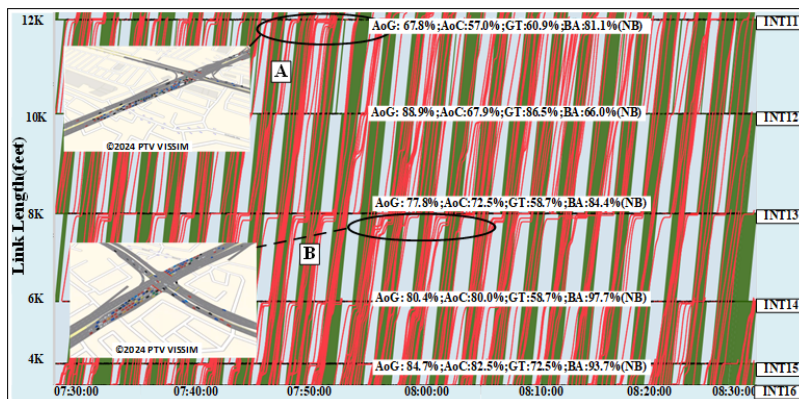 12K
AoG: 67.8%;AoC:57.0%;GT:60.9%;BA:81.1%(NB)
INT11
A
©2024 PTV VISSIM
10K
AoG: 88.9%;AoC:67.9%;GT:86.5%;BA:66.0%(NB)
INT12
Link Length(feet)
8K
AoG: 77.8%;AoC:72.5%;GT:58.7%;BA:84.4%(NB)
INT13
B
6K
AoG: 80.4%;AoC:80.0%;GT:58.7%;BA:97.7%(NB)
INT14
©2024 PTV VISSIM
4K
AoG: 84.7%;AoC:82.5%;GT:72.5%;BA:93.7%(NB)
INT15
07:30:00 07:40:00 07:50:00 08:00:00 08:10:00 08:20:00 08:30:00
INT16